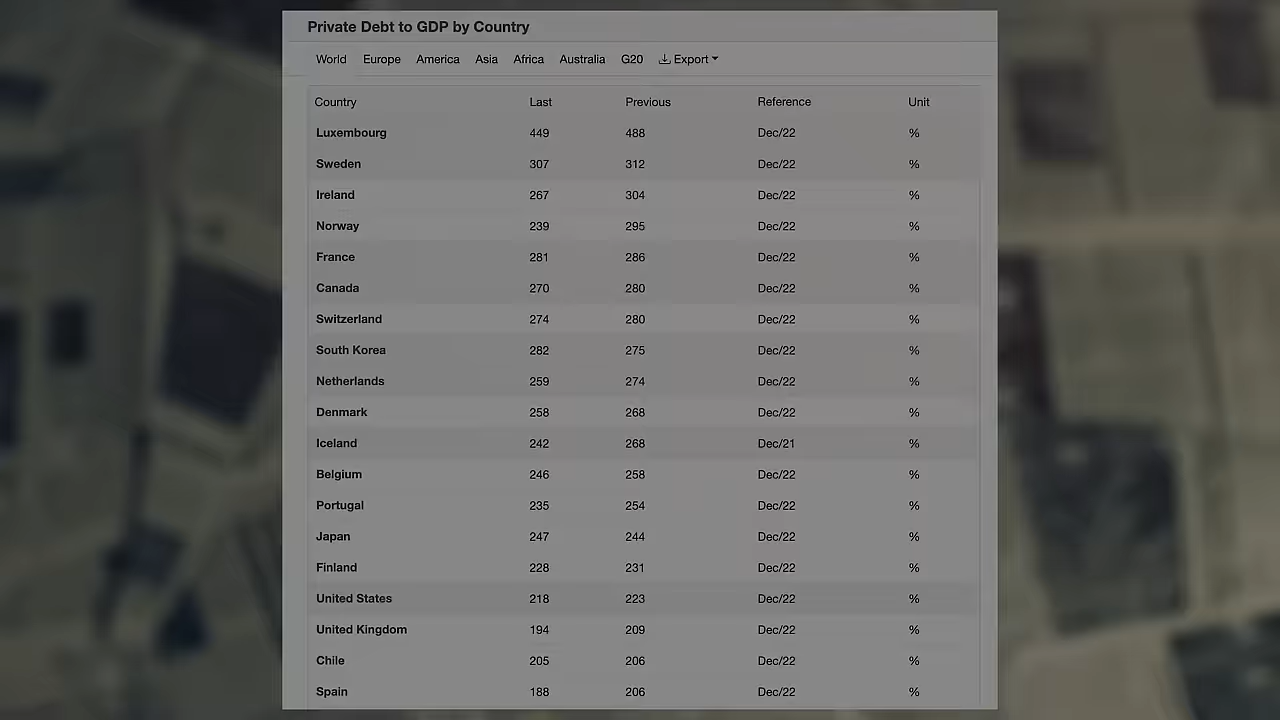 Private Debt to GDP by Country
World Europe America Asia Africa Australia G20 Export
Country Last Previous Reference Unit
Luxembourg 449 488 Dec/22 %
Sweden 307 312 Dec/22 %
Ireland 267 304 Dec/22 %
Norway 239 295 Dec/22 %
France 281 286 Dec/22 %
Canada 270 280 Dec/22 %
Switzerland 274 280 Dec/22 %
South Korea 282 275 Dec/22 %
Netherlands 259 274 Dec/22 %
Denmark 258 268 Dec/22 %
Iceland 242 268 Dec/21 %
Belgium 246 258 Dec/22 %
Portugal 235 254 Dec/22 %
Japan 247 244 Dec/22 %
Finland 228 231 Dec/22 %
United States 218 223 Dec/22 %
United Kingdom 194 209 Dec/22 %
Chile 205 206 Dec/22 %
Spain 188 206 Dec/22 %